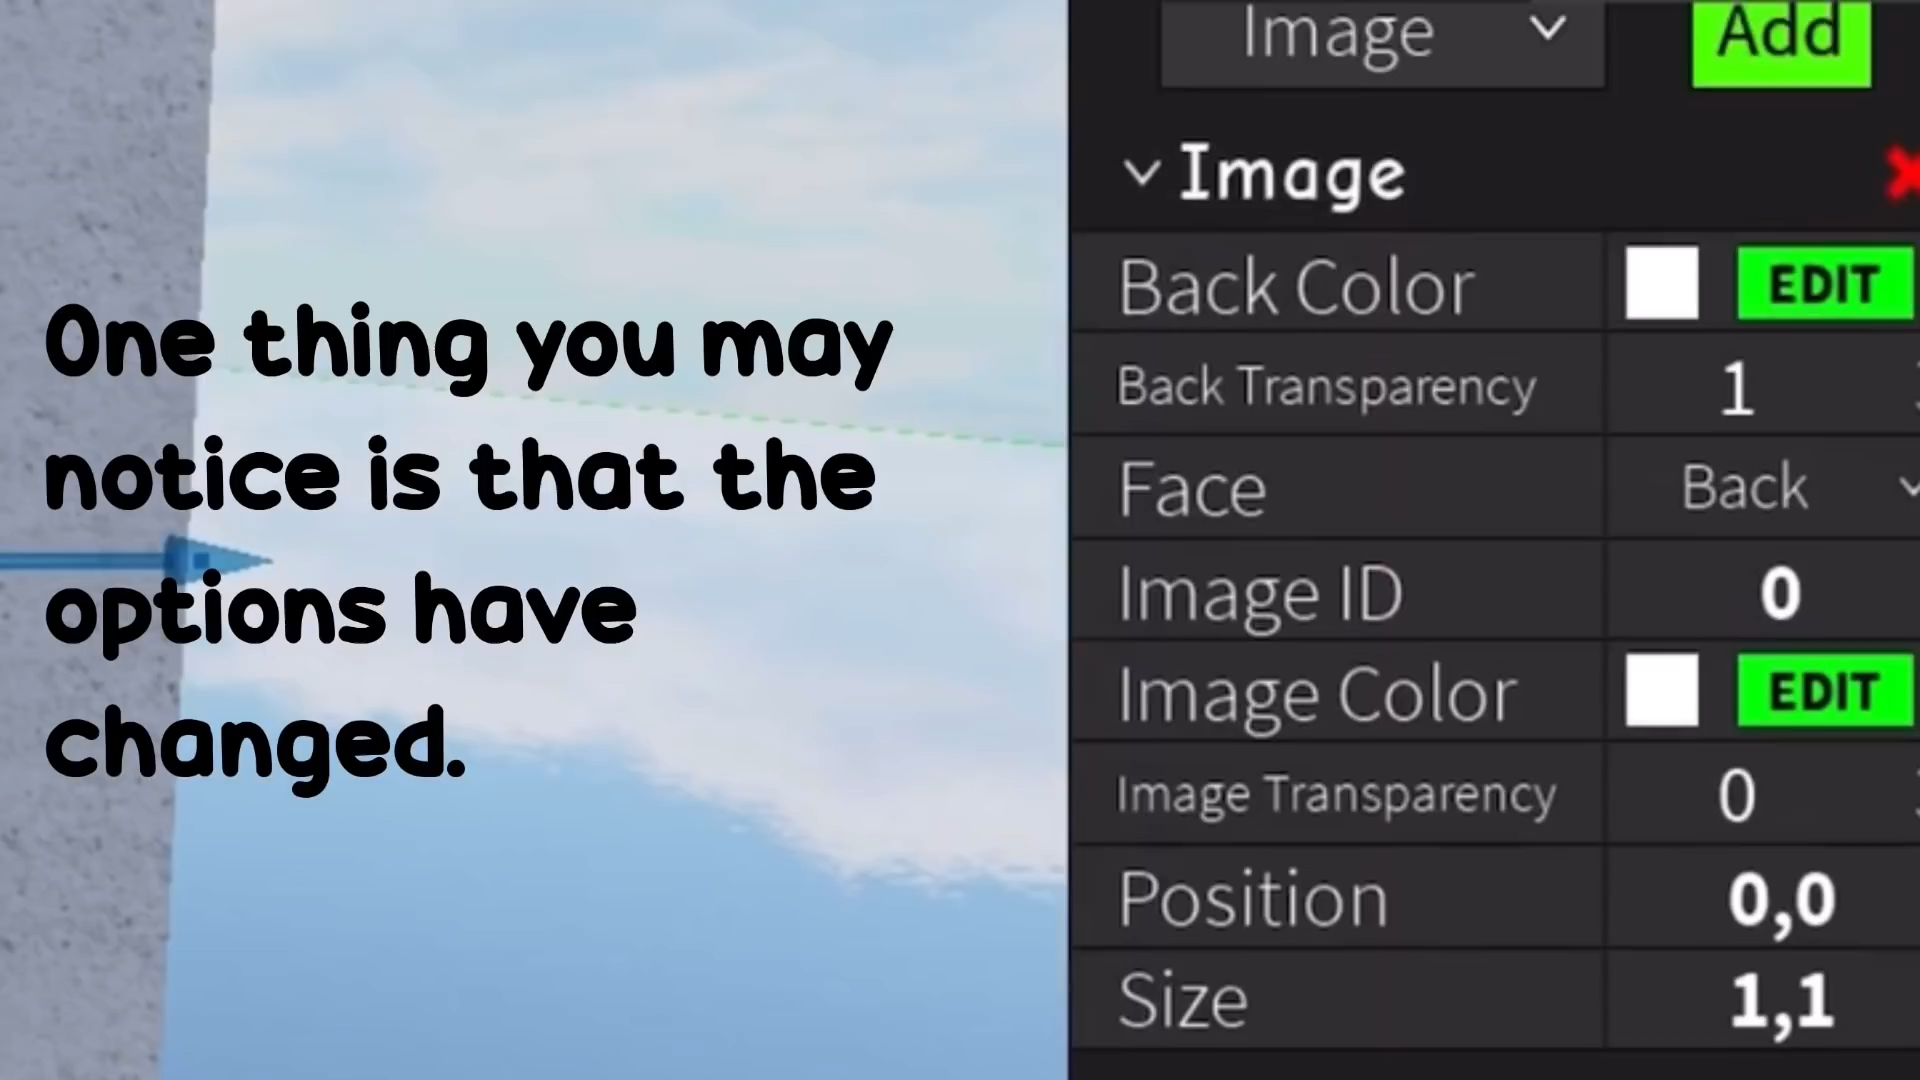 One thing you may
notice is that the
options have
changed.
Image Add
Image
Back Color EDIT
Back Transparency 1
Face Back
Image ID 0
Image Color EDIT
Image Transparency 0
Position 0,0
Size 1,1